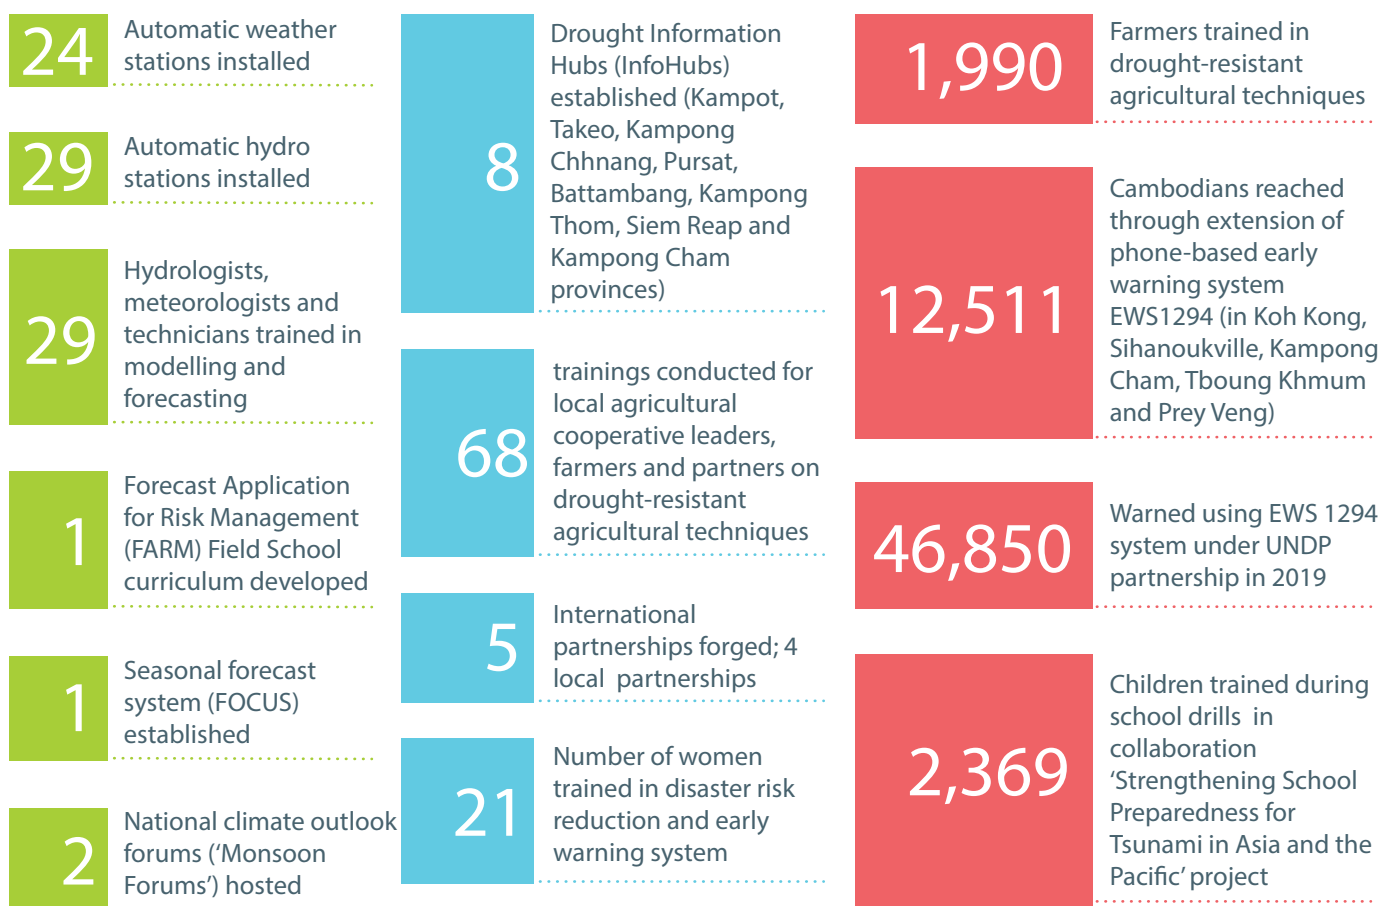 24
Automatic weather
stations installed
29
Automatic hydro
stations installed
29
Hydrologists,
meteorologists and
technicians trained in
modelling and
forecasting
1
Forecast Application
for Risk Management
(FARM) Field School
curriculum developed
1
Seasonal forecast
system (FOCUS)
established
2
National climate outlook
forums (‘Monsoon
Forums’) hosted
8
Drought Information
Hubs (InfoHubs)
established (Kampot,
Takeo, Kampong
Chhnang, Pursat,
Battambang, Kampong
Thom, Siem Reap and
Kampong Cham
provinces)
68
trainings conducted for
local agricultural
cooperative leaders,
farmers and partners on
drought-resistant
agricultural techniques
5
International
partnerships forged; 4
local partnerships
21
Number of women
trained in disaster risk
reduction and early
warning system
1,990
Farmers trained in
drought-resistant
agricultural techniques
12,511
Cambodians reached
through extension of
phone-based early
warning system
EWS1294 (in Koh Kong,
Sihanoukville, Kampong
Cham, Tboung Khmum
and Prey Veng)
46,850
Warned using EWS 1294
system under UNDP
partnership in 2019
2,369
Children trained during
school drills in
collaboration
‘Strengthening School
Preparedness for
Tsunami in Asia and the
Pacific’ project